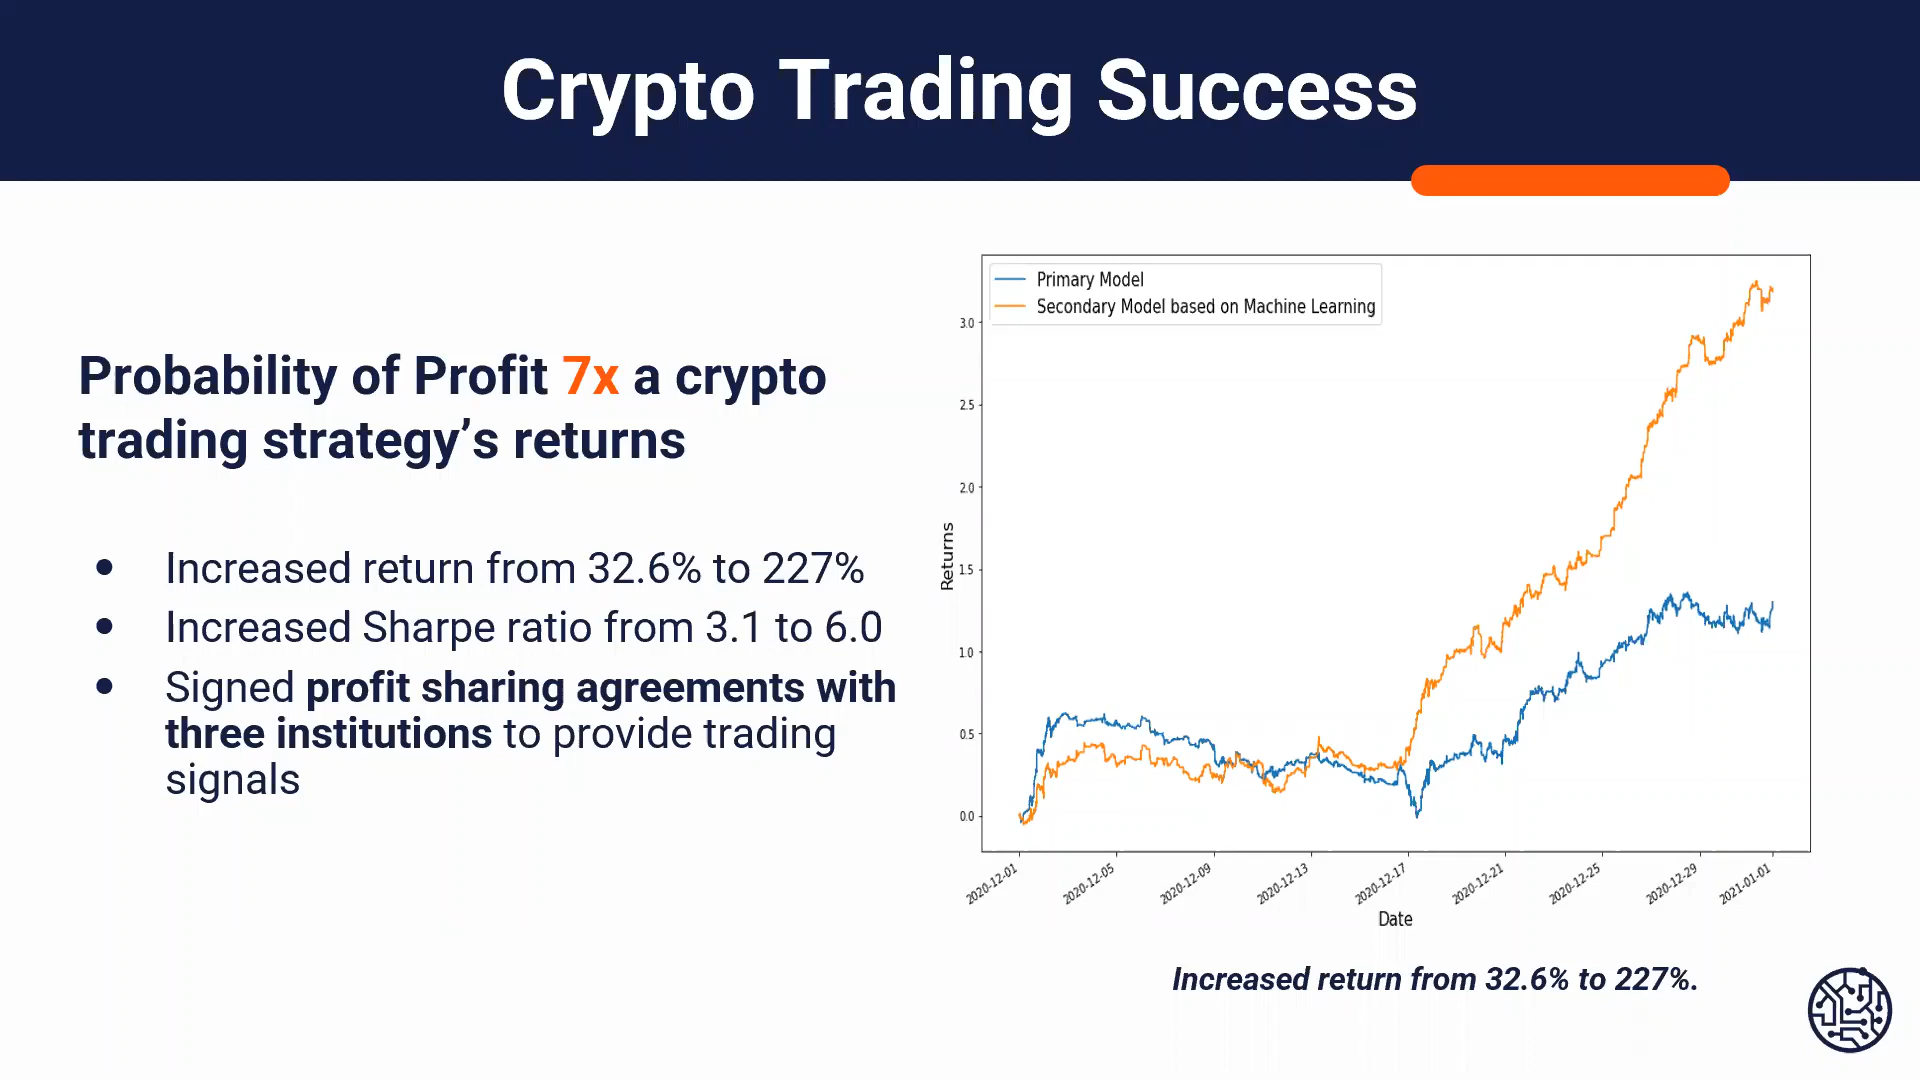 Crypto Trading Success
Probability of Profit 7x a crypto
trading strategy’s returns
● Increased return from 32.6% to 227%
● Increased Sharpe ratio from 3.1 to 6.0
● Signed profit sharing agreements with
three institutions to provide trading
signals
Primary Model
Secondary Model based on Machine Learning
Returns
3.0
2.5
2.0
1.5
1.0
0.5
0.0
2020-12-01
2020-12-05
2020-12-09
2020-12-13
2020-12-17
2020-12-21
2020-12-25
2020-12-29
2021-01-01
Date
Increased return from 32.6% to 227%.